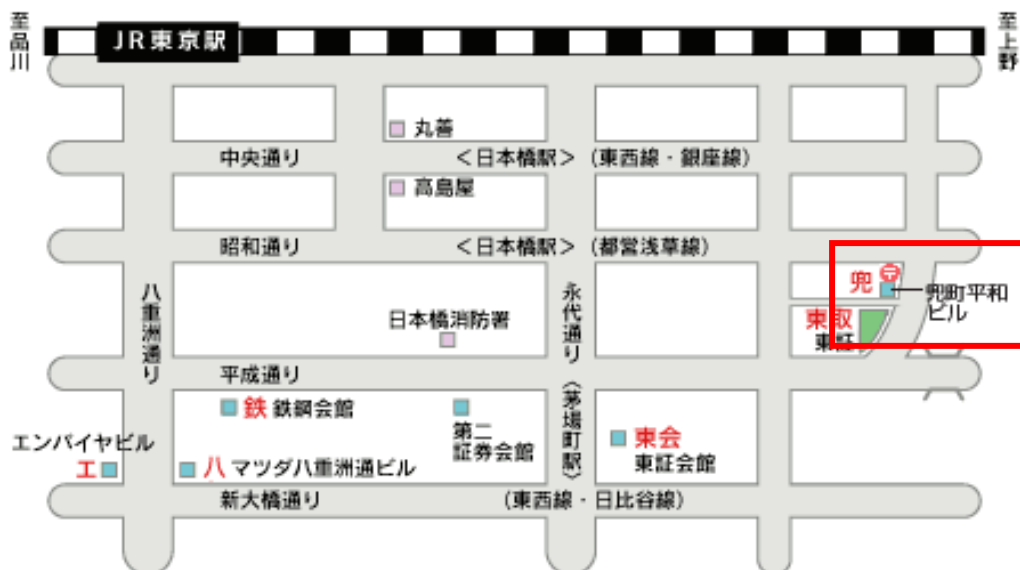 至品川
JR東京駅
至上野
丸善
中央通り
<日本橋駅> (東西線・銀座線)
高島屋
昭和通り
<日本橋駅> (都営浅草線)
兜
〒
兜町平和
ビル
八重洲通り
永代通り 〈茅場町駅〉
日本橋消防署
東取
東証
平成通り
鉄 鉄鋼会館
第二
証券会館
東会
東証会館
エンパイヤビル
エ
八 マツダ八重洲通ビル
新大橋通り
(東西線・日比谷線)